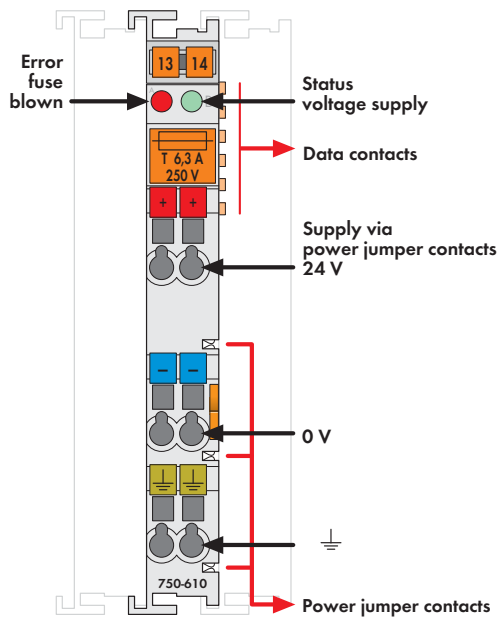 13 14
Error
fuse
blown
Status
voltage supply
Data contacts
T 6,3 A
250 V
+ +
Supply via
power jumper contacts
24 V
– –
0 V
750-610
Power jumper contacts